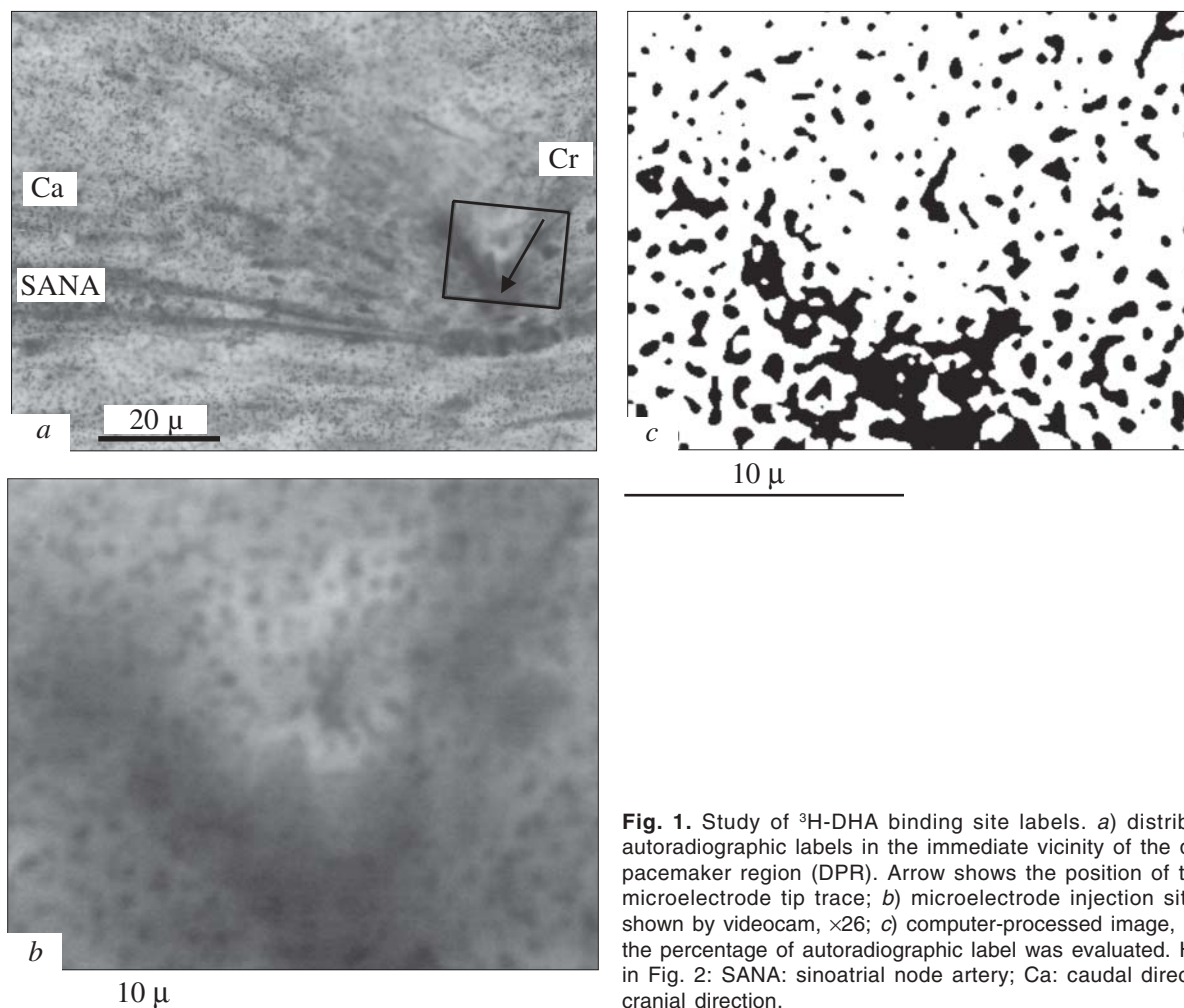 Ca
Cr
SANA
20 μ
a
c
10 μ
b
10 μ
Fig. 1. Study of ³H-DHA binding site labels. a) distrib
autoradiographic labels in the immediate vicinity of the
pacemaker region (DPR). Arrow shows the position of t
microelectrode tip trace; b) microelectrode injection sit
shown by videocam, ×26; c) computer-processed image,
the percentage of autoradiographic label was evaluated. H
in Fig. 2: SANA: sinoatrial node artery; Ca: caudal direc
cranial direction.